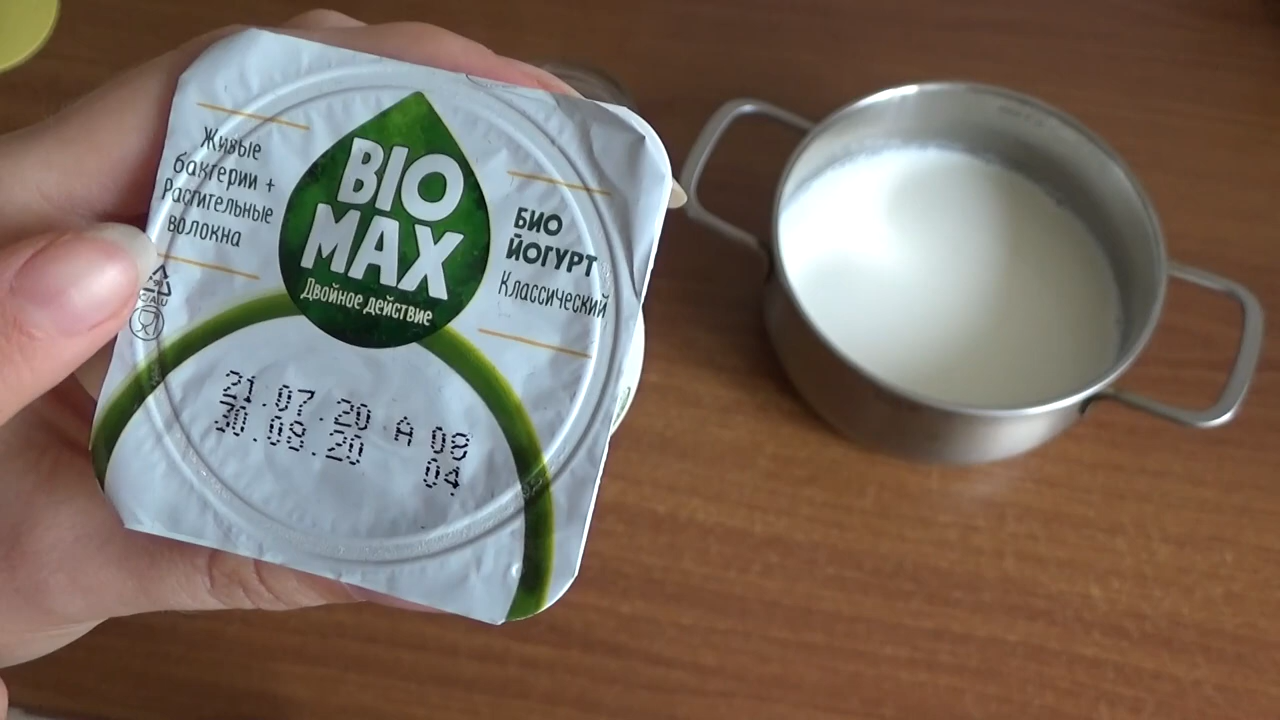 Живые
бактерии +
Растительные
волокна
BIO
MAX
Двойное действие
БИО
ЙОГУРТ
Классический
C/ALU
21.07.20 A 08
30.08.20 04